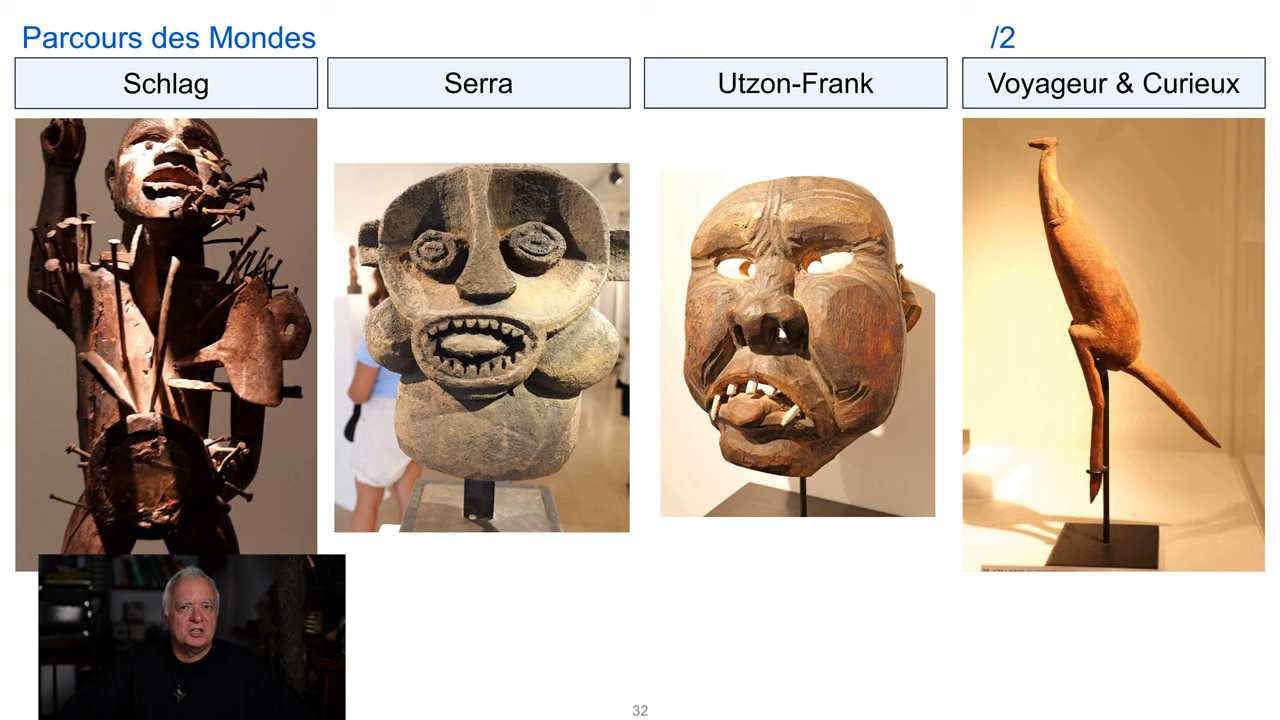 Parcours des Mondes
/2
Schlag
Serra
Utzon-Frank
Voyageur & Curieux
32